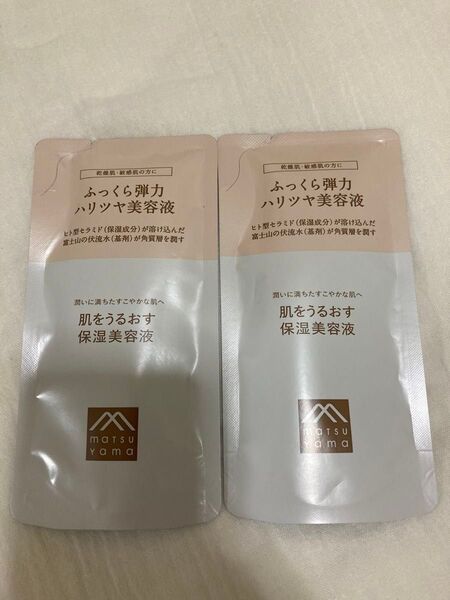 乾燥肌・敏感肌の方に
ふっくら弾力
ハリツヤ美容液
ヒト型セラミド(保湿成分)が溶け込んだ
富士山の伏流水(基剤)が角質層を潤す
潤いに満ちたすこやかな肌へ
肌をうるおす
保湿美容液
matsu
yama
乾燥肌・敏感肌の方に
ふっくら弾力
ハリツヤ美容液
ヒト型セラミド(保湿成分)が溶け込んだ
富士山の伏流水(基剤)が角質層を潤す
潤いに満ちたすこやかな肌へ
肌をうるおす
保湿美容液
matsu
yama